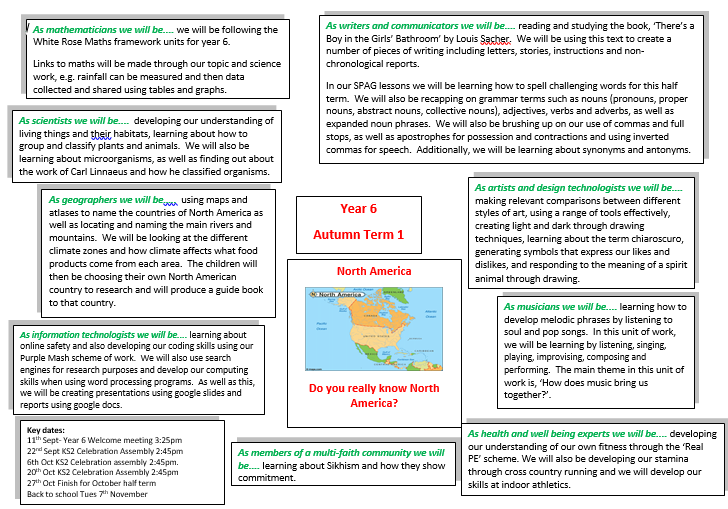 As mathematicians we will be…. we will be following the
White Rose Maths framework units for year 6.
Links to maths will be made through our topic and science
work, e.g. rainfall can be measured and then data
collected and shared using tables and graphs.
As writers and communicators we will be…. reading and studying the book, ‘There’s a
Boy in the Girls’ Bathroom’ by Louis Sacher. We will be using this text to create a
number of pieces of writing including letters, stories, instructions and non-
chronological reports.
In our SPAG lessons we will be learning how to spell challenging words for this half
term. We will also be recapping on grammar terms such as nouns (pronouns, proper
nouns, abstract nouns, collective nouns), adjectives, verbs and adverbs, as well as
expanded noun phrases. We will also be brushing up on our use of commas and full
stops, as well as apostrophes for possession and contractions and using inverted
commas for speech. Additionally, we will be learning about synonyms and antonyms.
As scientists we will be…. developing our understanding of
living things and their habitats, learning about how to
group and classify plants and animals. We will also be
learning about microorganisms, as well as finding out about
the work of Carl Linnaeus and how he classified organisms.
As geographers we will be…. using maps and
atlases to name the countries of North America as
well as locating and naming the main rivers and
mountains. We will be looking at the different
climate zones and how climate affects what food
products come from each area. The children will
then be choosing their own North American
country to research and will produce a guide book
to that country.
Year 6
Autumn Term 1
As artists and design technologists we will be….
making relevant comparisons between different
styles of art, using a range of tools effectively,
creating light and dark through drawing
techniques, learning about the term chiaroscuro,
generating symbols that express our likes and
dislikes, and responding to the meaning of a spirit
animal through drawing.
North America
North America
Do you really know North
America?
As musicians we will be…. learning how to
develop melodic phrases by listening to
soul and pop songs. In this unit of work,
we will be learning by listening, singing,
playing, improvising, composing and
performing. The main theme in this unit of
work is, ‘How does music bring us
together?’.
As information technologists we will be…. learning about
online safety and also developing our coding skills using our
Purple Mash scheme of work. We will also use search
engines for research purposes and develop our computing
skills when using word processing programs. As well as this,
we will be creating presentations using google slides and
reports using google docs.
Key dates:
11th Sept- Year 6 Welcome meeting 3:25pm
22nd Sept KS2 Celebration Assembly 2:45pm
6th Oct KS2 Celebration assembly 2:45pm.
20th Oct KS2 Celebration assembly 2:45pm
27th Oct Finish for October half term
Back to school Tues 7th November
As members of a multi-faith community we will
be…. learning about Sikhism and how they show
commitment.
As health and well being experts we will be…. developing
our understanding of our own fitness through the ‘Real
PE’ scheme. We will also be developing our stamina
through cross country running and we will develop our
skills at indoor athletics.